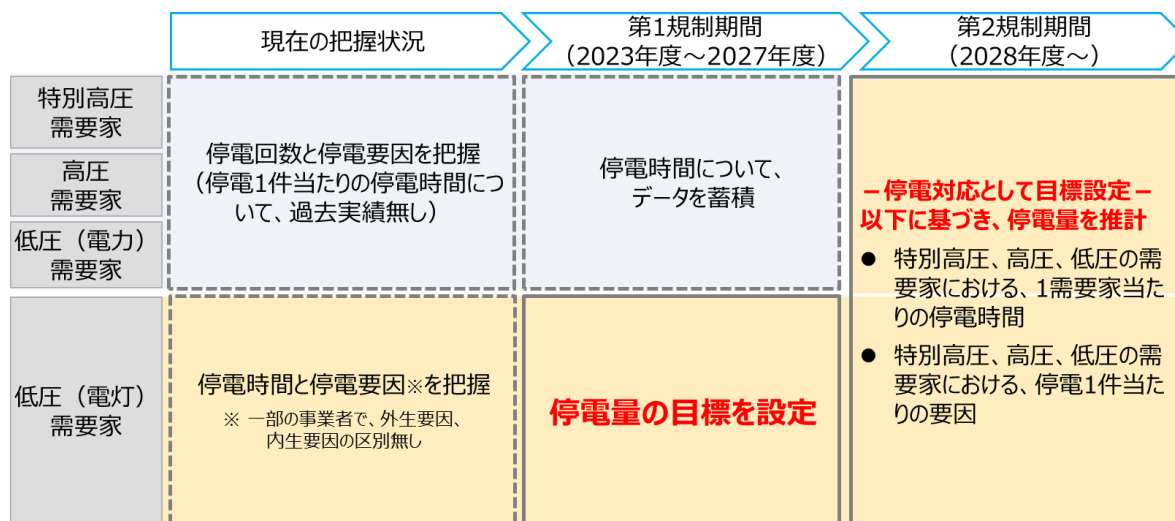 現在の把握状況
第1規制期間
（2023年度～2027年度）
第2規制期間
（2028年度～）
特別高圧
需要家
高圧
需要家
低圧（電力）
需要家
停電回数と停電要因を把握
（停電1件当たりの停電時間につ
いて、過去実績無し）
停電時間について、
データを蓄積
－停電対応として目標設定－
以下に基づき、停電量を推計
● 特別高圧、高圧、低圧の需
要家における、1需要家当た
りの停電時間
● 特別高圧、高圧、低圧の需
要家における、停電1件当た
りの要因
低圧（電灯）
需要家
停電時間と停電要因※を把握
※ 一部の事業者で、外生要因、
内生要因の区別無し
停電量の目標を設定